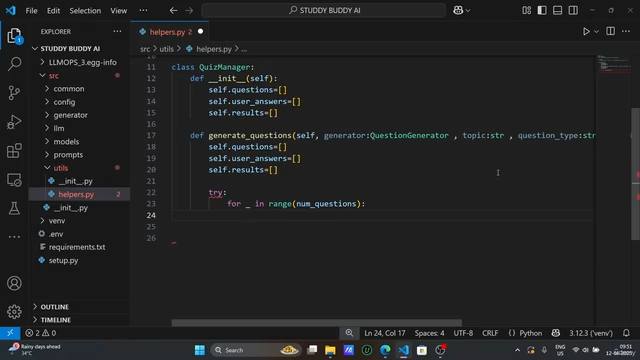 File Edit Selection View … STUDDY BUDDY AI
EXPLORER …
STUDDY BUDDY AI
LLMOPS_3.egg-info
src
common
config
generator
llm
models
prompts
utils
__init__.py
helpers.py 2
__init__.py
venv
.env
requirements.txt
setup.py
OUTLINE
TIMELINE
helpers.py 2
src > utils > helpers.py > …
11 class QuizManager:
12 def __init__(self):
13 self.questions=[]
14 self.user_answers=[]
15 self.results=[]
16
17 def generate_questions(self, generator:QuestionGenerator , topic:str , question_type:str
18 self.questions=[]
19 self.user_answers=[]
20 self.results=[]
21
22 try:
23 for _ in range(num_questions):
24
25
26
2 0 Ln 24, Col 17 Spaces: 4 UTF-8 CRLF {} Python 3.12.3 ('venv')
Rainy days ahead
34°C
Search
ENG
US
09:51